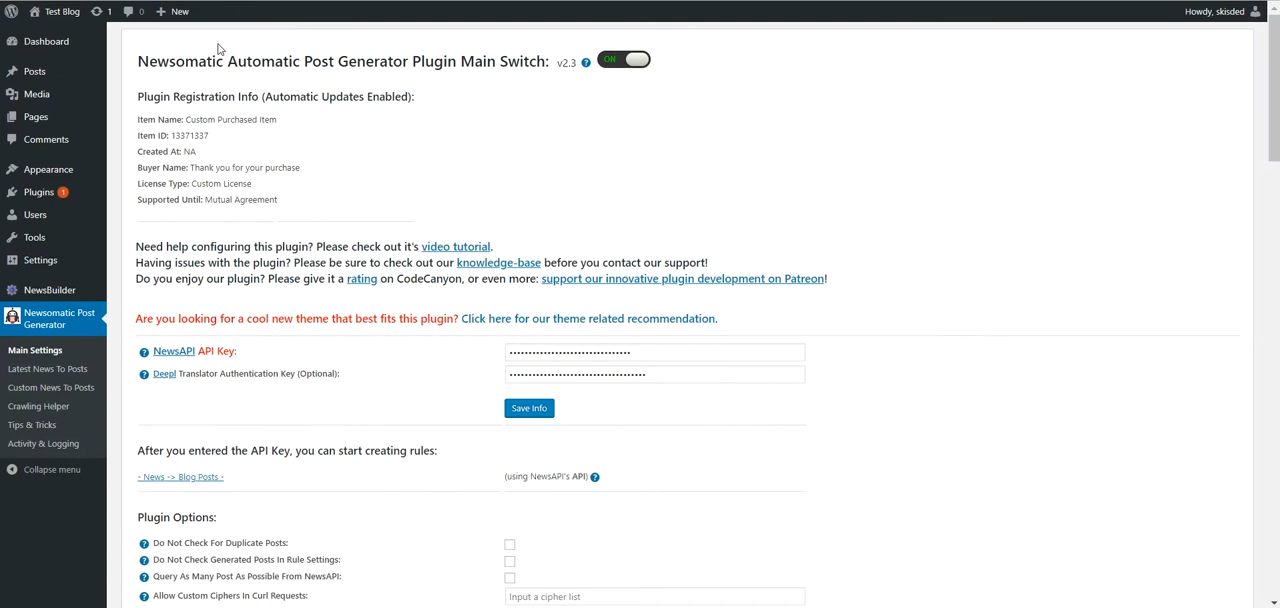 Test Blog
1
0
New
Howdy, skisded
Dashboard
Posts
Media
Pages
Comments
Appearance
Plugins 1
Users
Tools
Settings
NewsBuilder
Newsomatic Post
Generator
Main Settings
Latest News To Posts
Custom News To Posts
Crawling Helper
Tips & Tricks
Activity & Logging
Collapse menu
Newsomatic Automatic Post Generator Plugin Main Switch: v2.3 ? ON
Plugin Registration Info (Automatic Updates Enabled):
Item Name: Custom Purchased Item
Item ID: 13371337
Created At: NA
Buyer Name: Thank you for your purchase
License Type: Custom License
Supported Until: Mutual Agreement
Need help configuring this plugin? Please check out it's video tutorial.
Having issues with the plugin? Please be sure to check out our knowledge-base before you contact our support!
Do you enjoy our plugin? Please give it a rating on CodeCanyon, or even more: support our innovative plugin development on Patreon!
Are you looking for a cool new theme that best fits this plugin? Click here for our theme related recommendation.
? NewsAPI API Key:
? Deepl Translator Authentication Key (Optional):
Save Info
After you entered the API Key, you can start creating rules:
- News -> Blog Posts - (using NewsAPI's API) ?
Plugin Options:
? Do Not Check For Duplicate Posts:
? Do Not Check Generated Posts In Rule Settings:
? Query As Many Post As Possible From NewsAPI:
? Allow Custom Ciphers In Curl Requests: Input a cipher list